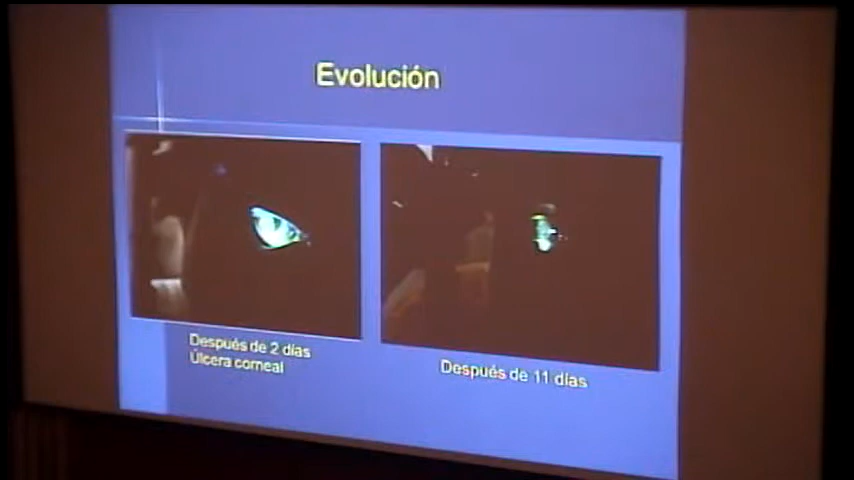 Evolución
Después de 2 días
Úlcera corneal
Después de 11 días